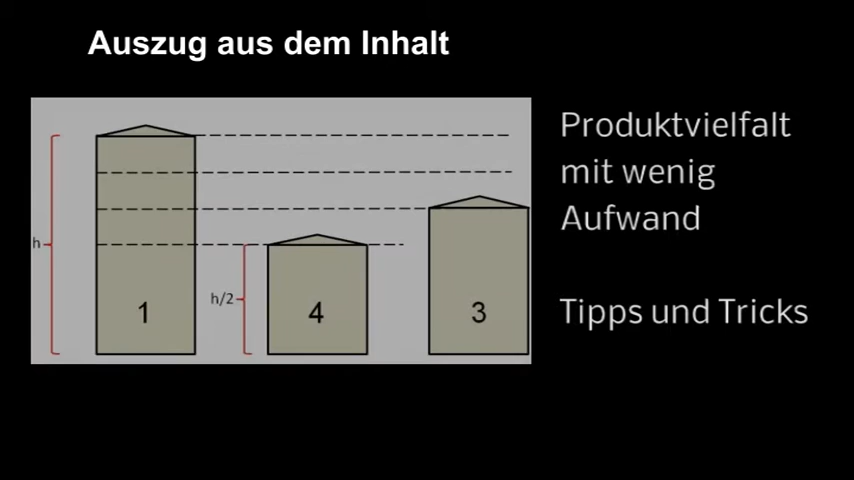 Auszug aus dem Inhalt
h
h/2
1
4
3
Produktvielfalt
mit wenig
Aufwand
Tipps und Tricks